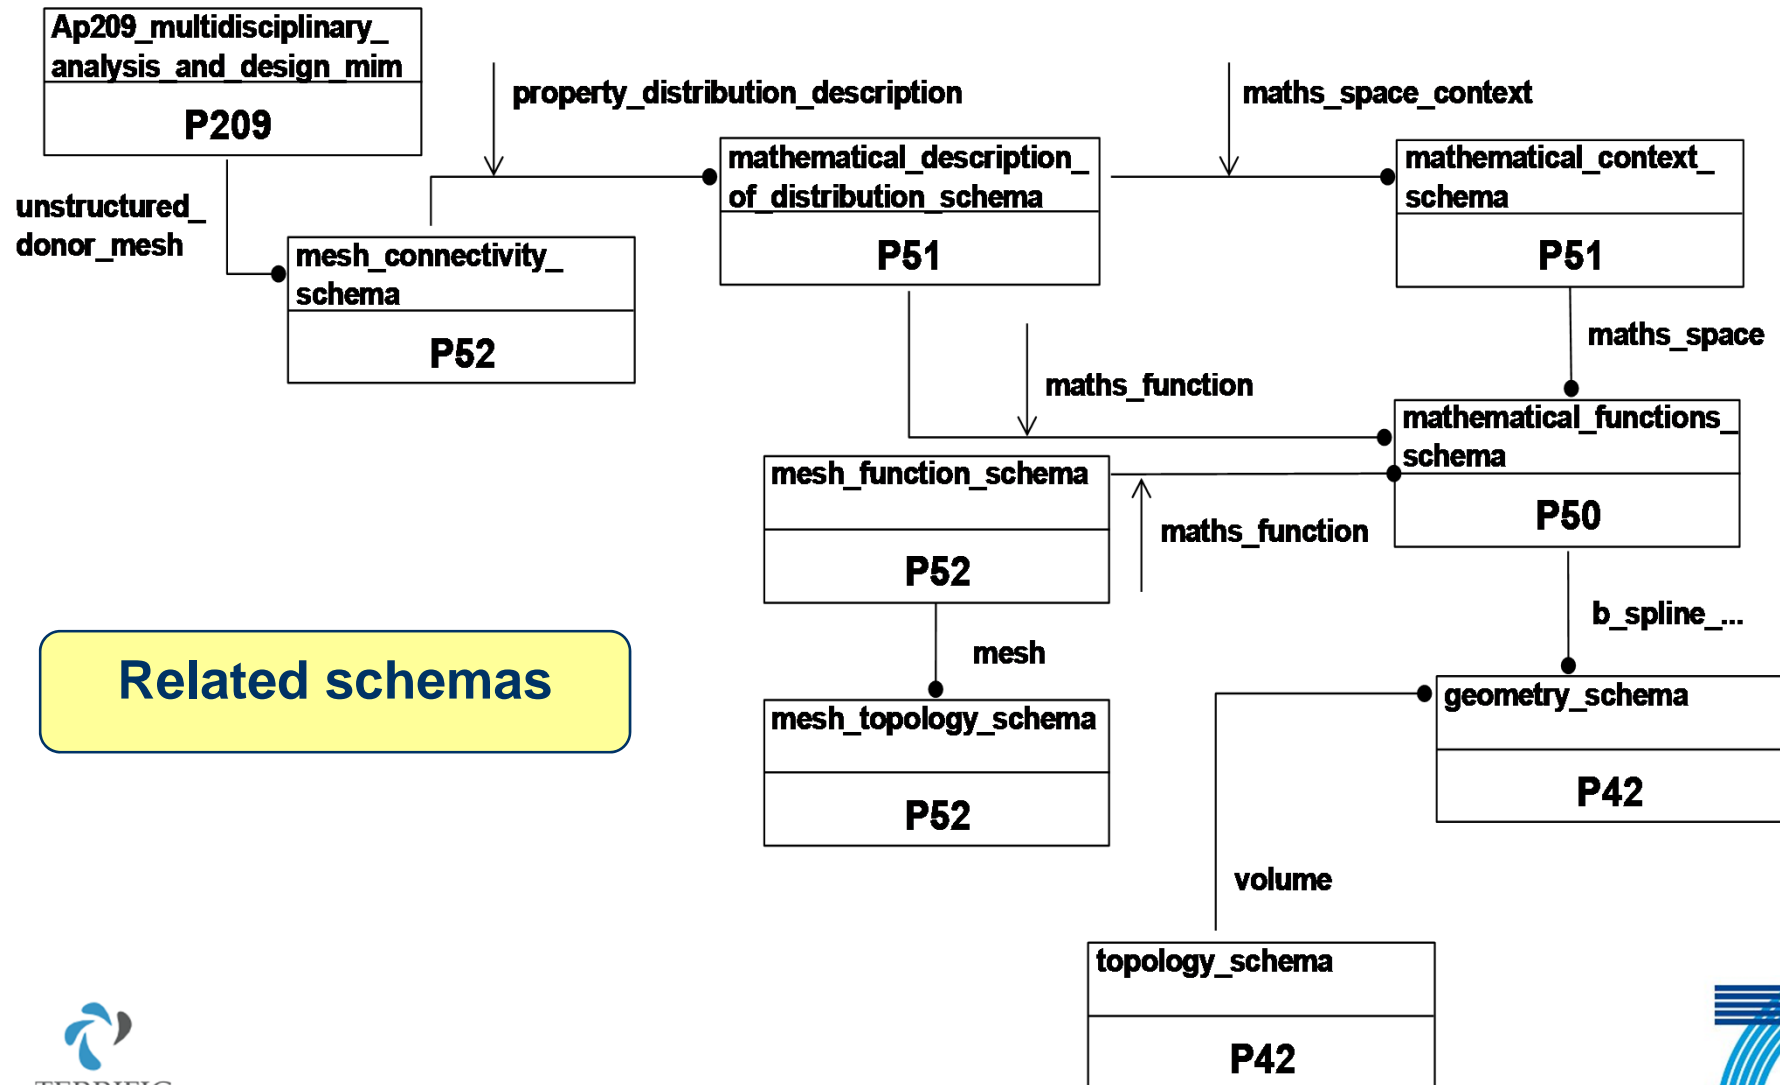 Ap209_multidisciplinary_
analysis_and_design_mim
P209
property_distribution_description
maths_space_context
unstructured_
donor_mesh
mesh_connectivity_
schema
P52
mathematical_description_
of_distribution_schema
P51
mathematical_context_
schema
P51
maths_space
maths_function
mathematical_functions_
schema
P50
mesh_function_schema
P52
maths_function
b_spline_...
mesh
Related schemas
mesh_topology_schema
P52
geometry_schema
P42
volume
topology_schema
P42
TERRIFIC